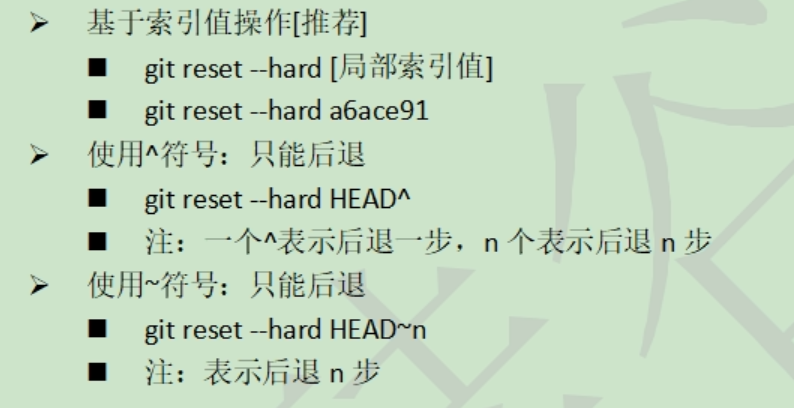 基于索引值操作[推荐]
git reset --hard [局部索引值]
git reset --hard a6ace91
使用^符号：只能后退
git reset --hard HEAD^
注：一个^表示后退一步，n 个表示后退 n 步
使用~符号：只能后退
git reset --hard HEAD~n
注：表示后退 n 步